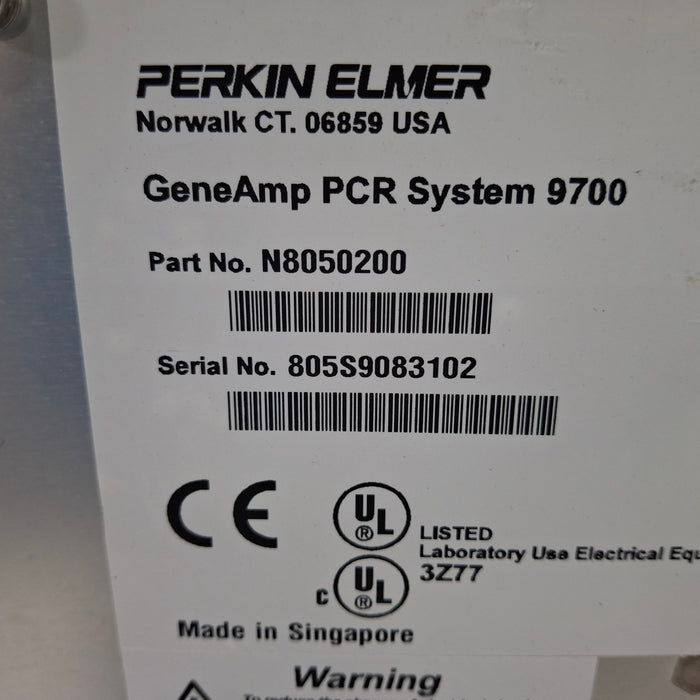 PERKIN ELMER
Norwalk CT. 06859 USA
GeneAmp PCR System 9700
Part No. N8050200
Serial No. 805S9083102
CE
UL
®
LISTED
Laboratory Use Electrical Equ
3Z77
c UL
®
Made in Singapore
Warning